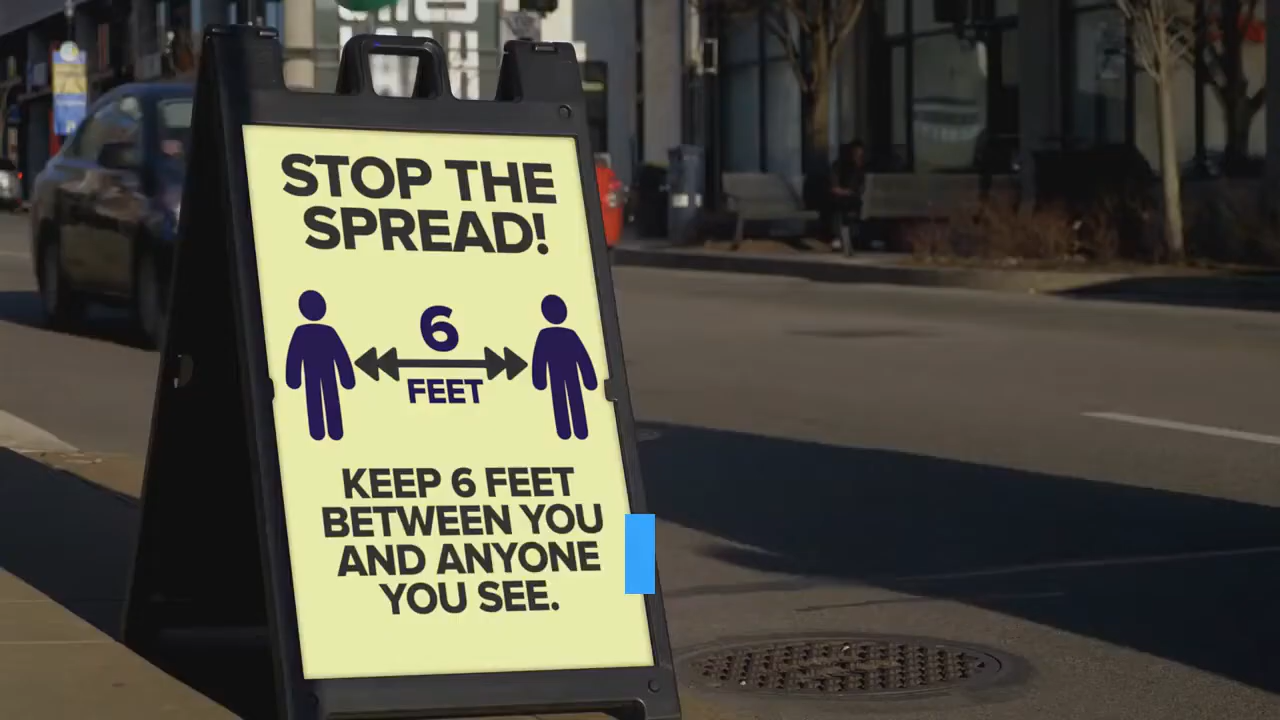 STOP THE
SPREAD!
6
FEET
KEEP 6 FEET
BETWEEN YOU
AND ANYONE
YOU SEE.